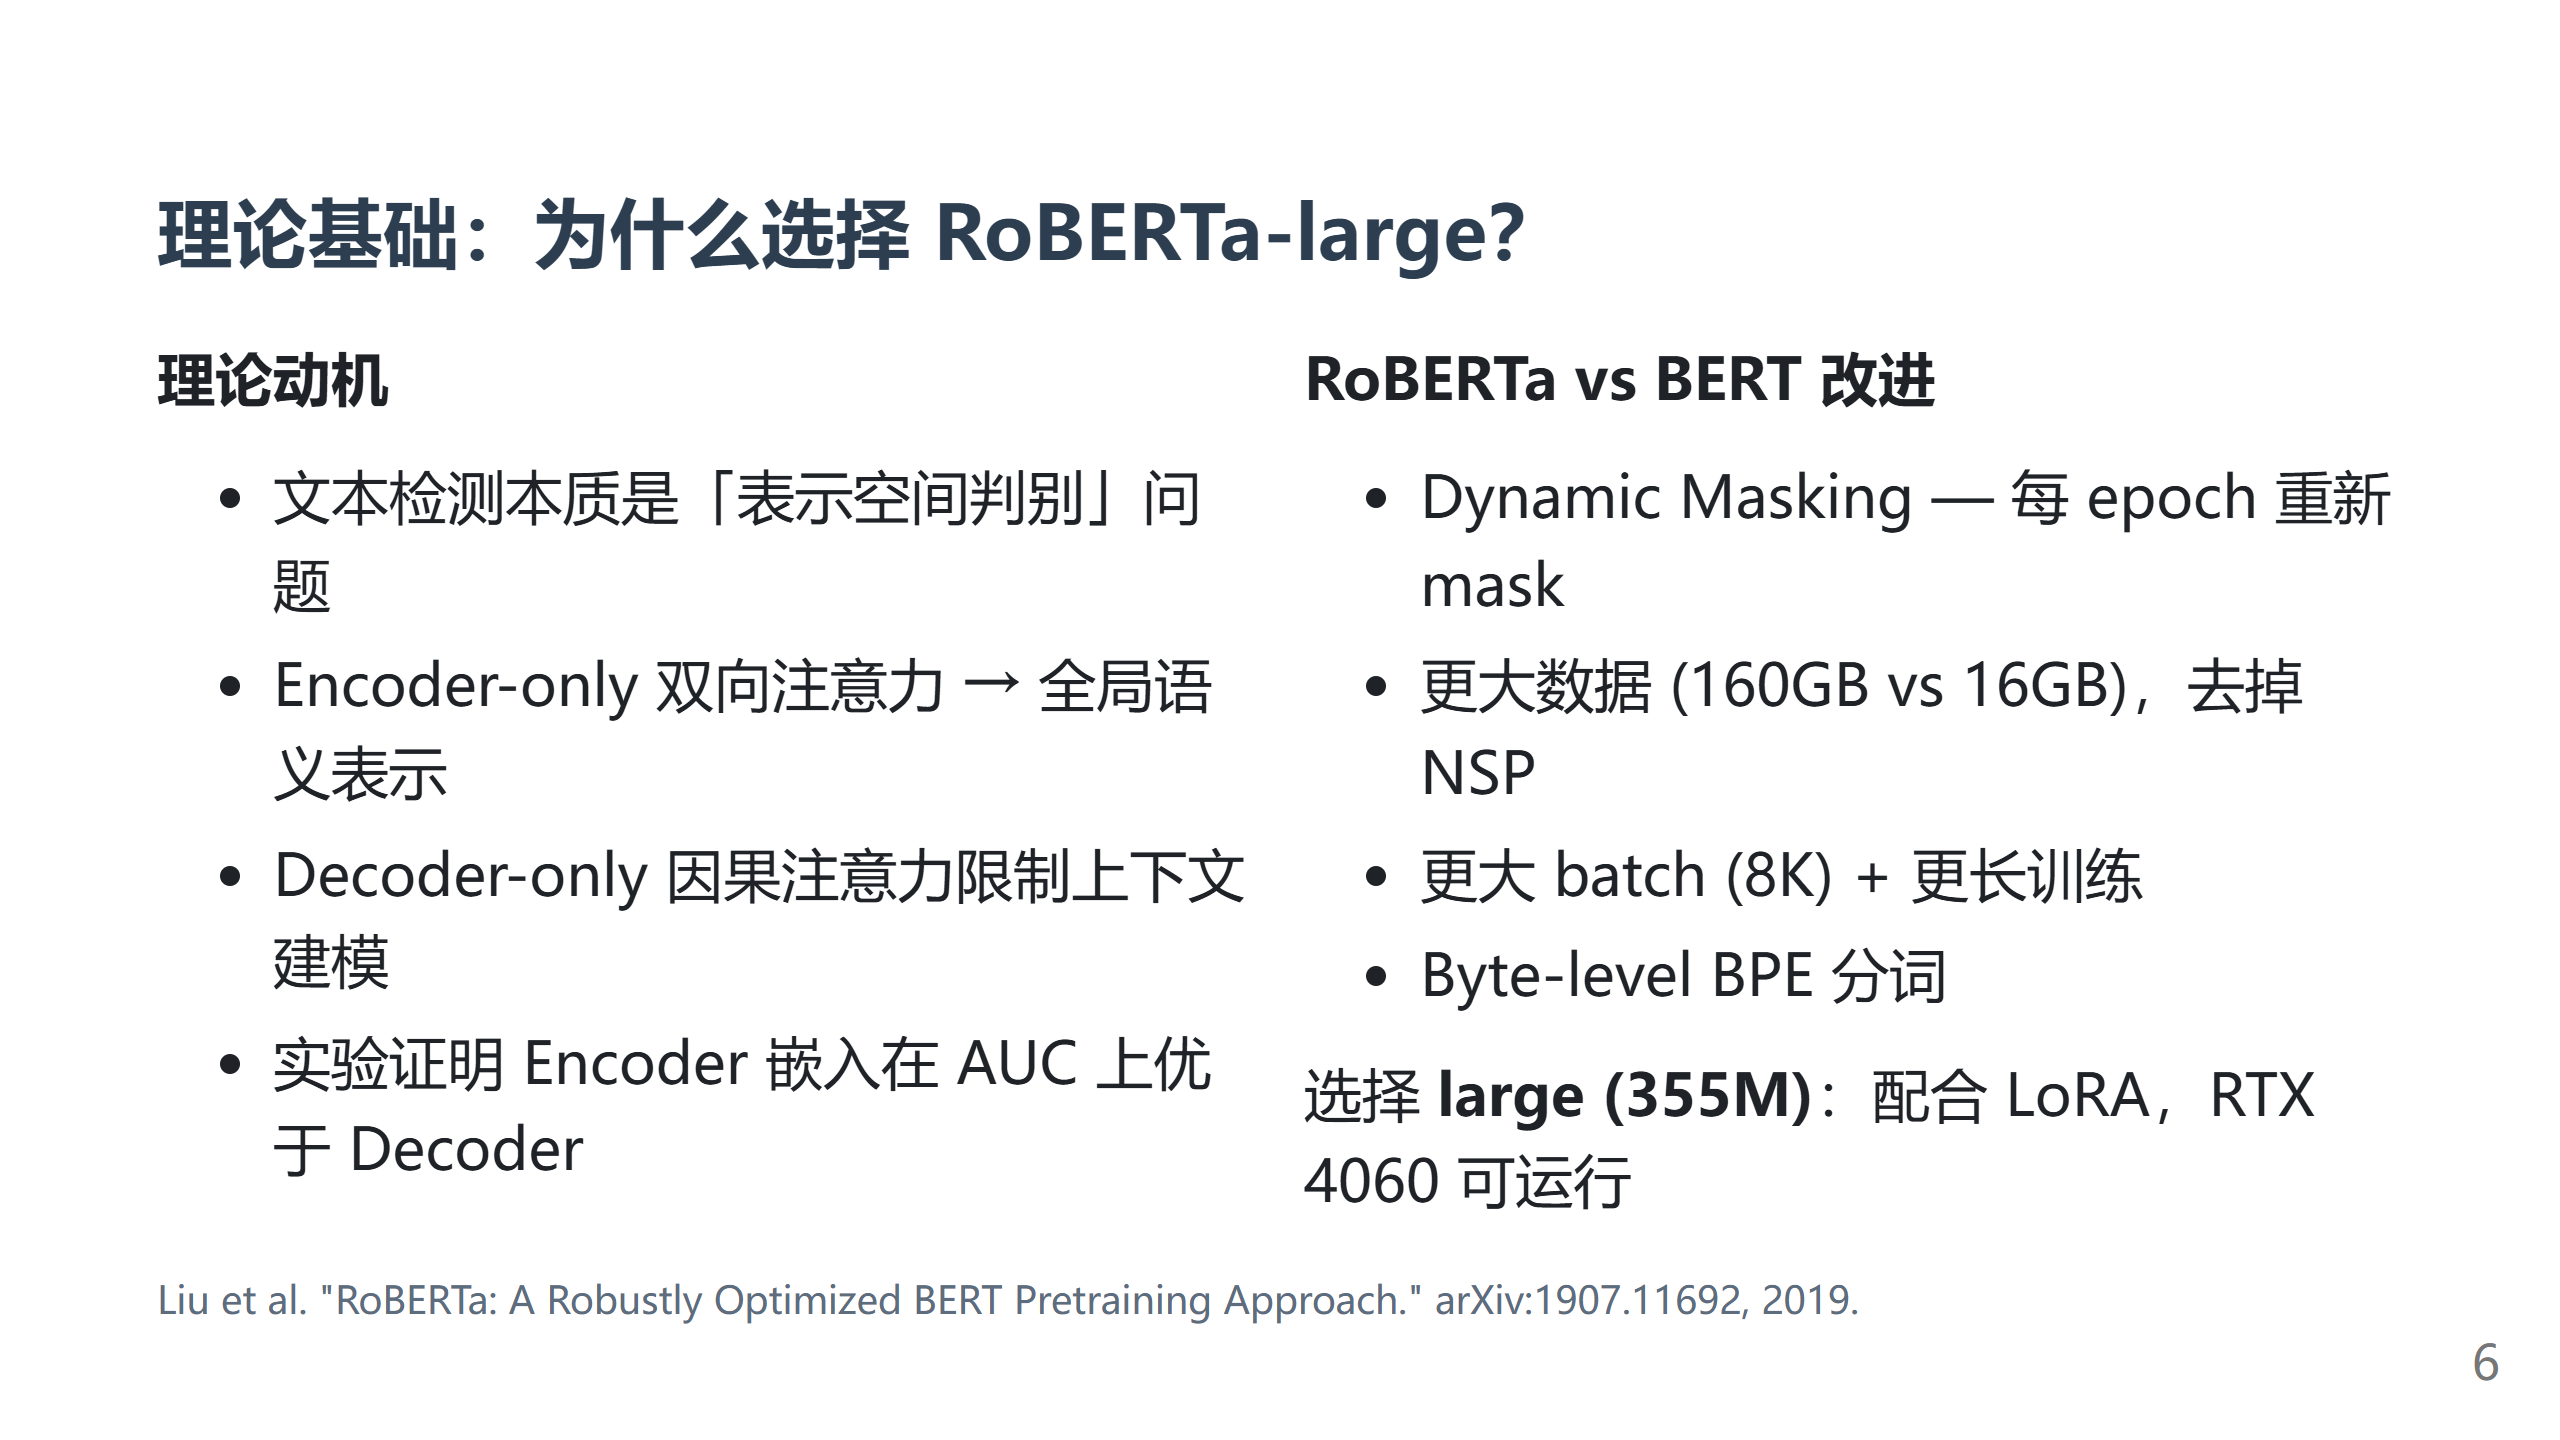 理论基础：为什么选择 RoBERTa-large?
理论动机
• 文本检测本质是「表示空间判别」问
题
• Encoder-only 双向注意力 → 全局语
义表示
• Decoder-only 因果注意力限制上下文
建模
• 实验证明 Encoder 嵌入在 AUC 上优
于 Decoder
RoBERTa vs BERT 改进
• Dynamic Masking — 每 epoch 重新
mask
• 更大数据 (160GB vs 16GB)，去掉
NSP
• 更大 batch (8K) + 更长训练
• Byte-level BPE 分词
选择 large (355M)：配合 LoRA，RTX
4060 可运行
Liu et al. "RoBERTa: A Robustly Optimized BERT Pretraining Approach." arXiv:1907.11692, 2019.
6